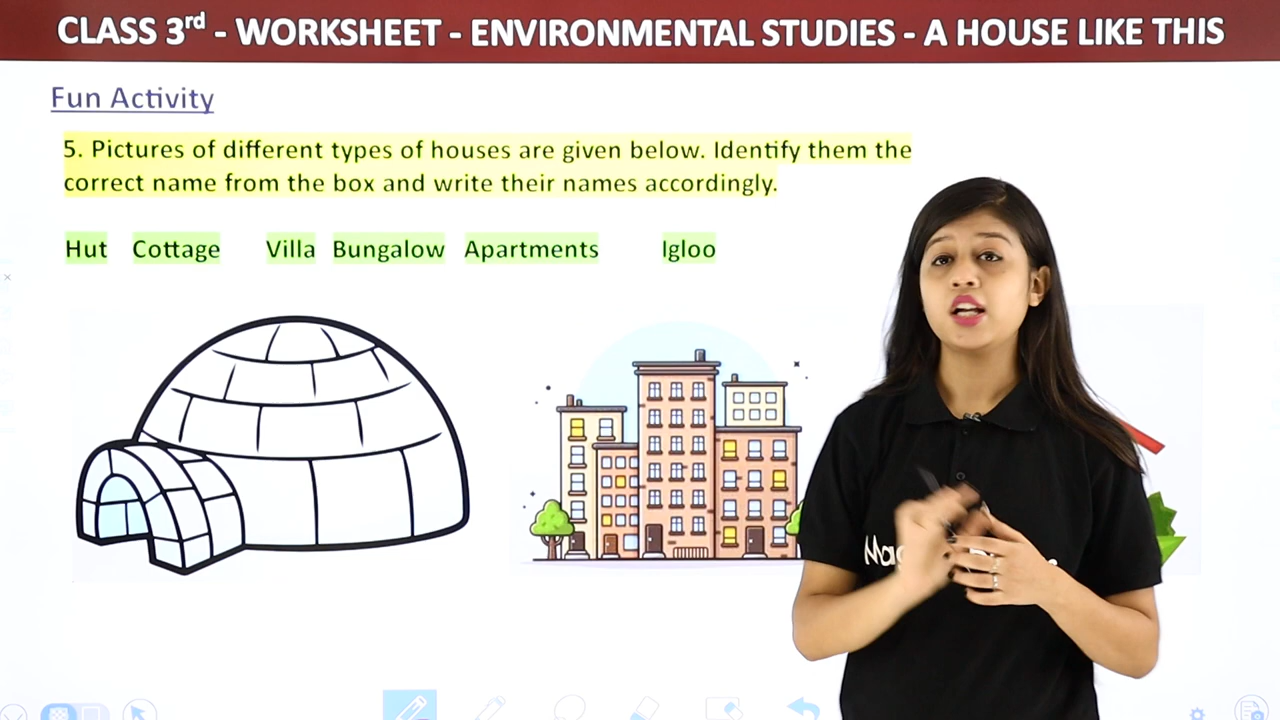 CLASS 3rd - WORKSHEET - ENVIRONMENTAL STUDIES - A HOUSE LIKE THIS
Fun Activity
5. Pictures of different types of houses are given below. Identify them the
correct name from the box and write their names accordingly.
Hut Cottage Villa Bungalow Apartments Igloo